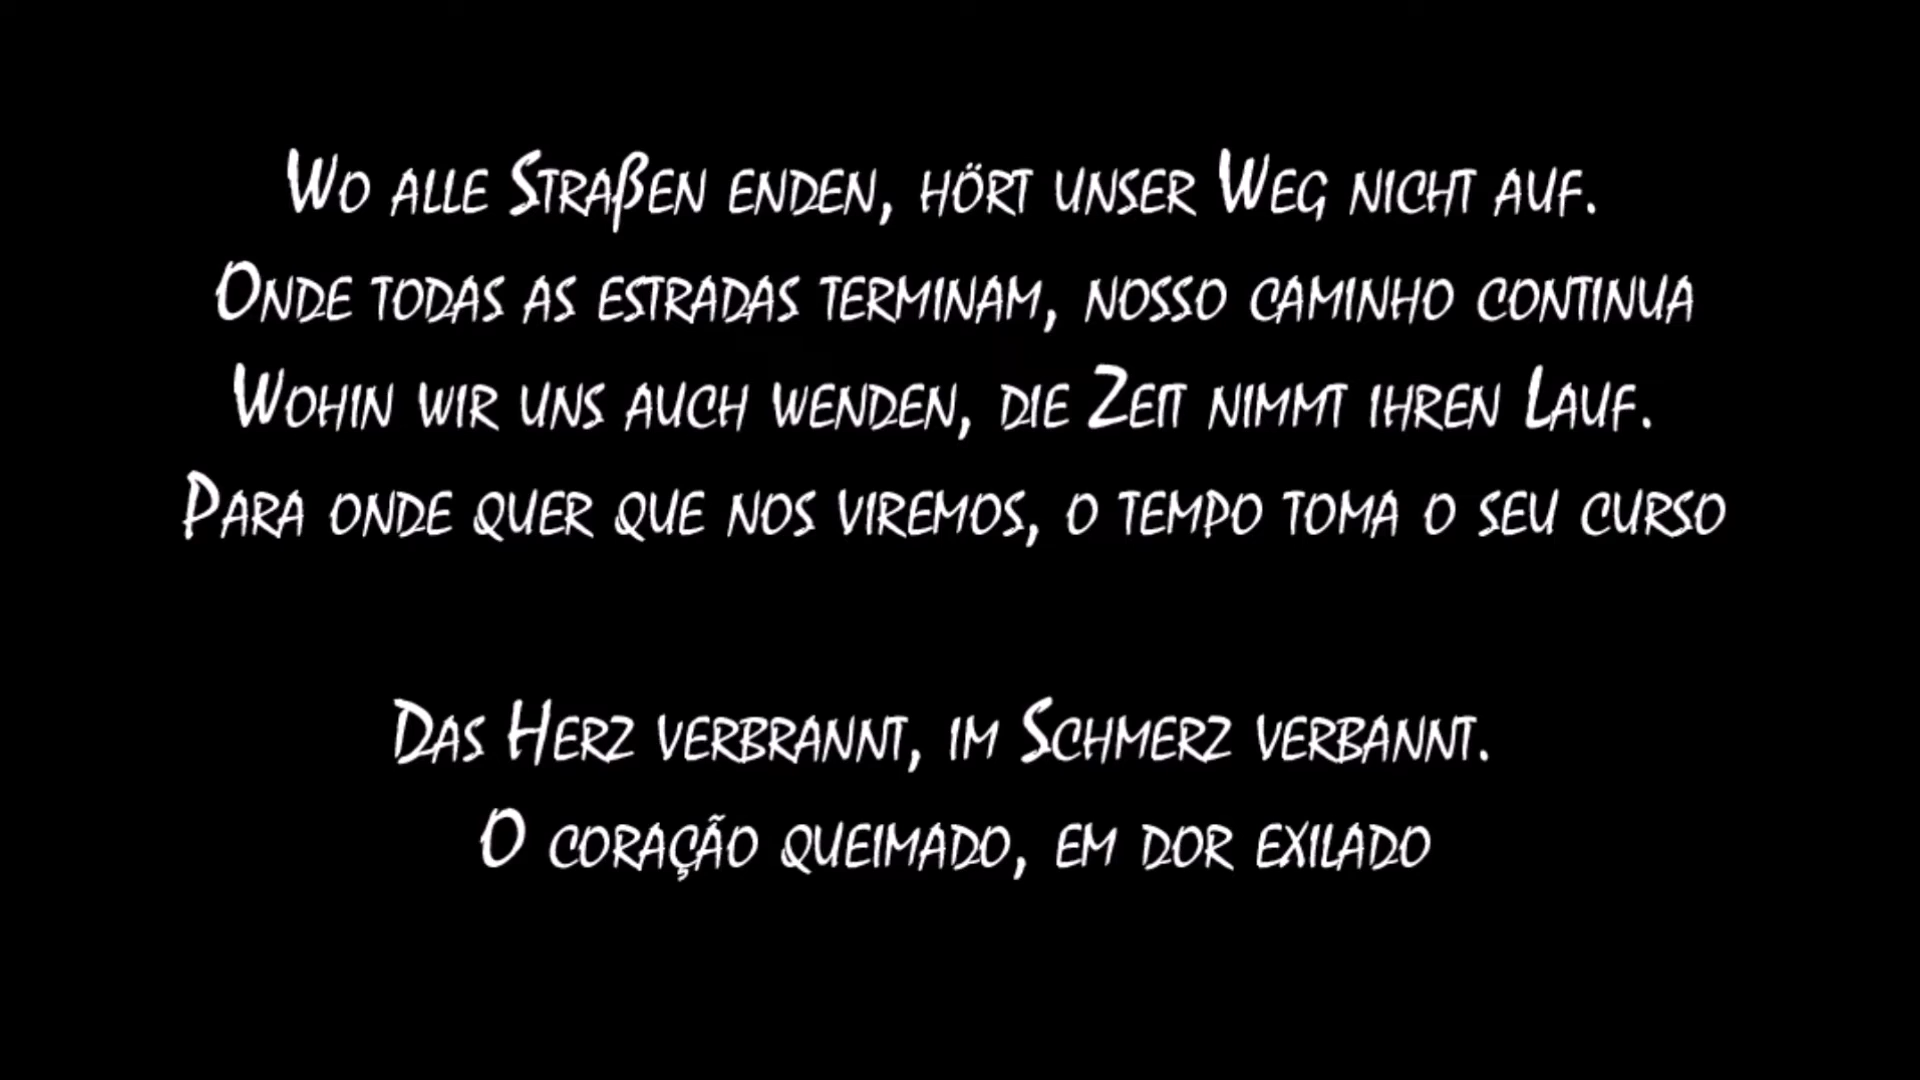 Wo alle Straßen enden, hört unser Weg nicht auf.
Onde todas as estradas terminam, nosso caminho continua
Wohin wir uns auch wenden, die Zeit nimmt ihren Lauf.
Para onde quer que nos viremos, o tempo toma o seu curso
Das Herz verbrannt, im Schmerz verbannt.
O coração queimado, em dor exilado